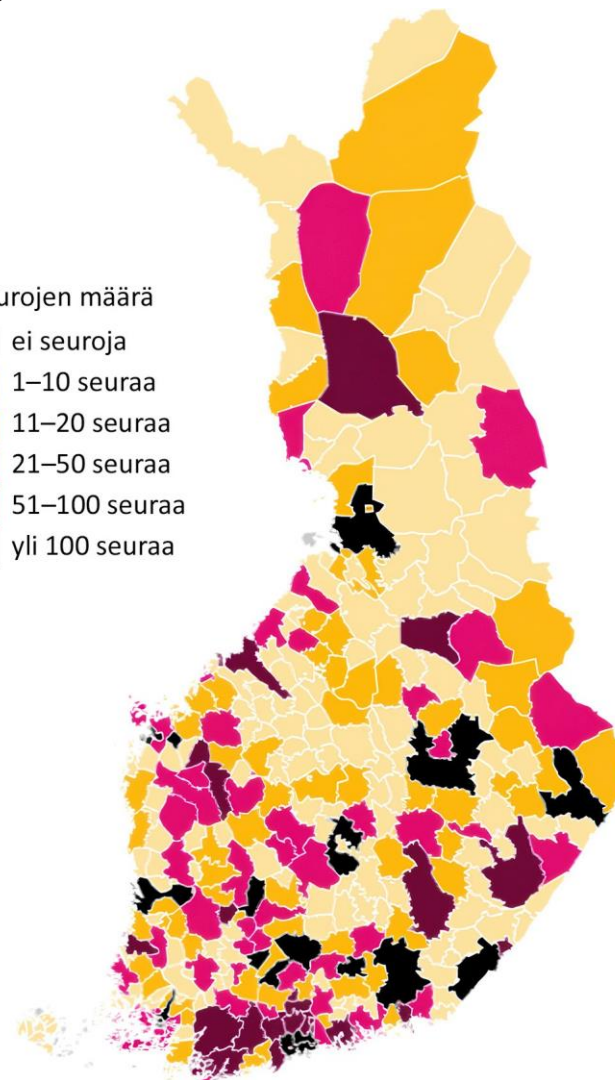 urojen määrä
ei seuroja
1–10 seuraa
11–20 seuraa
21–50 seuraa
51–100 seuraa
yli 100 seuraa